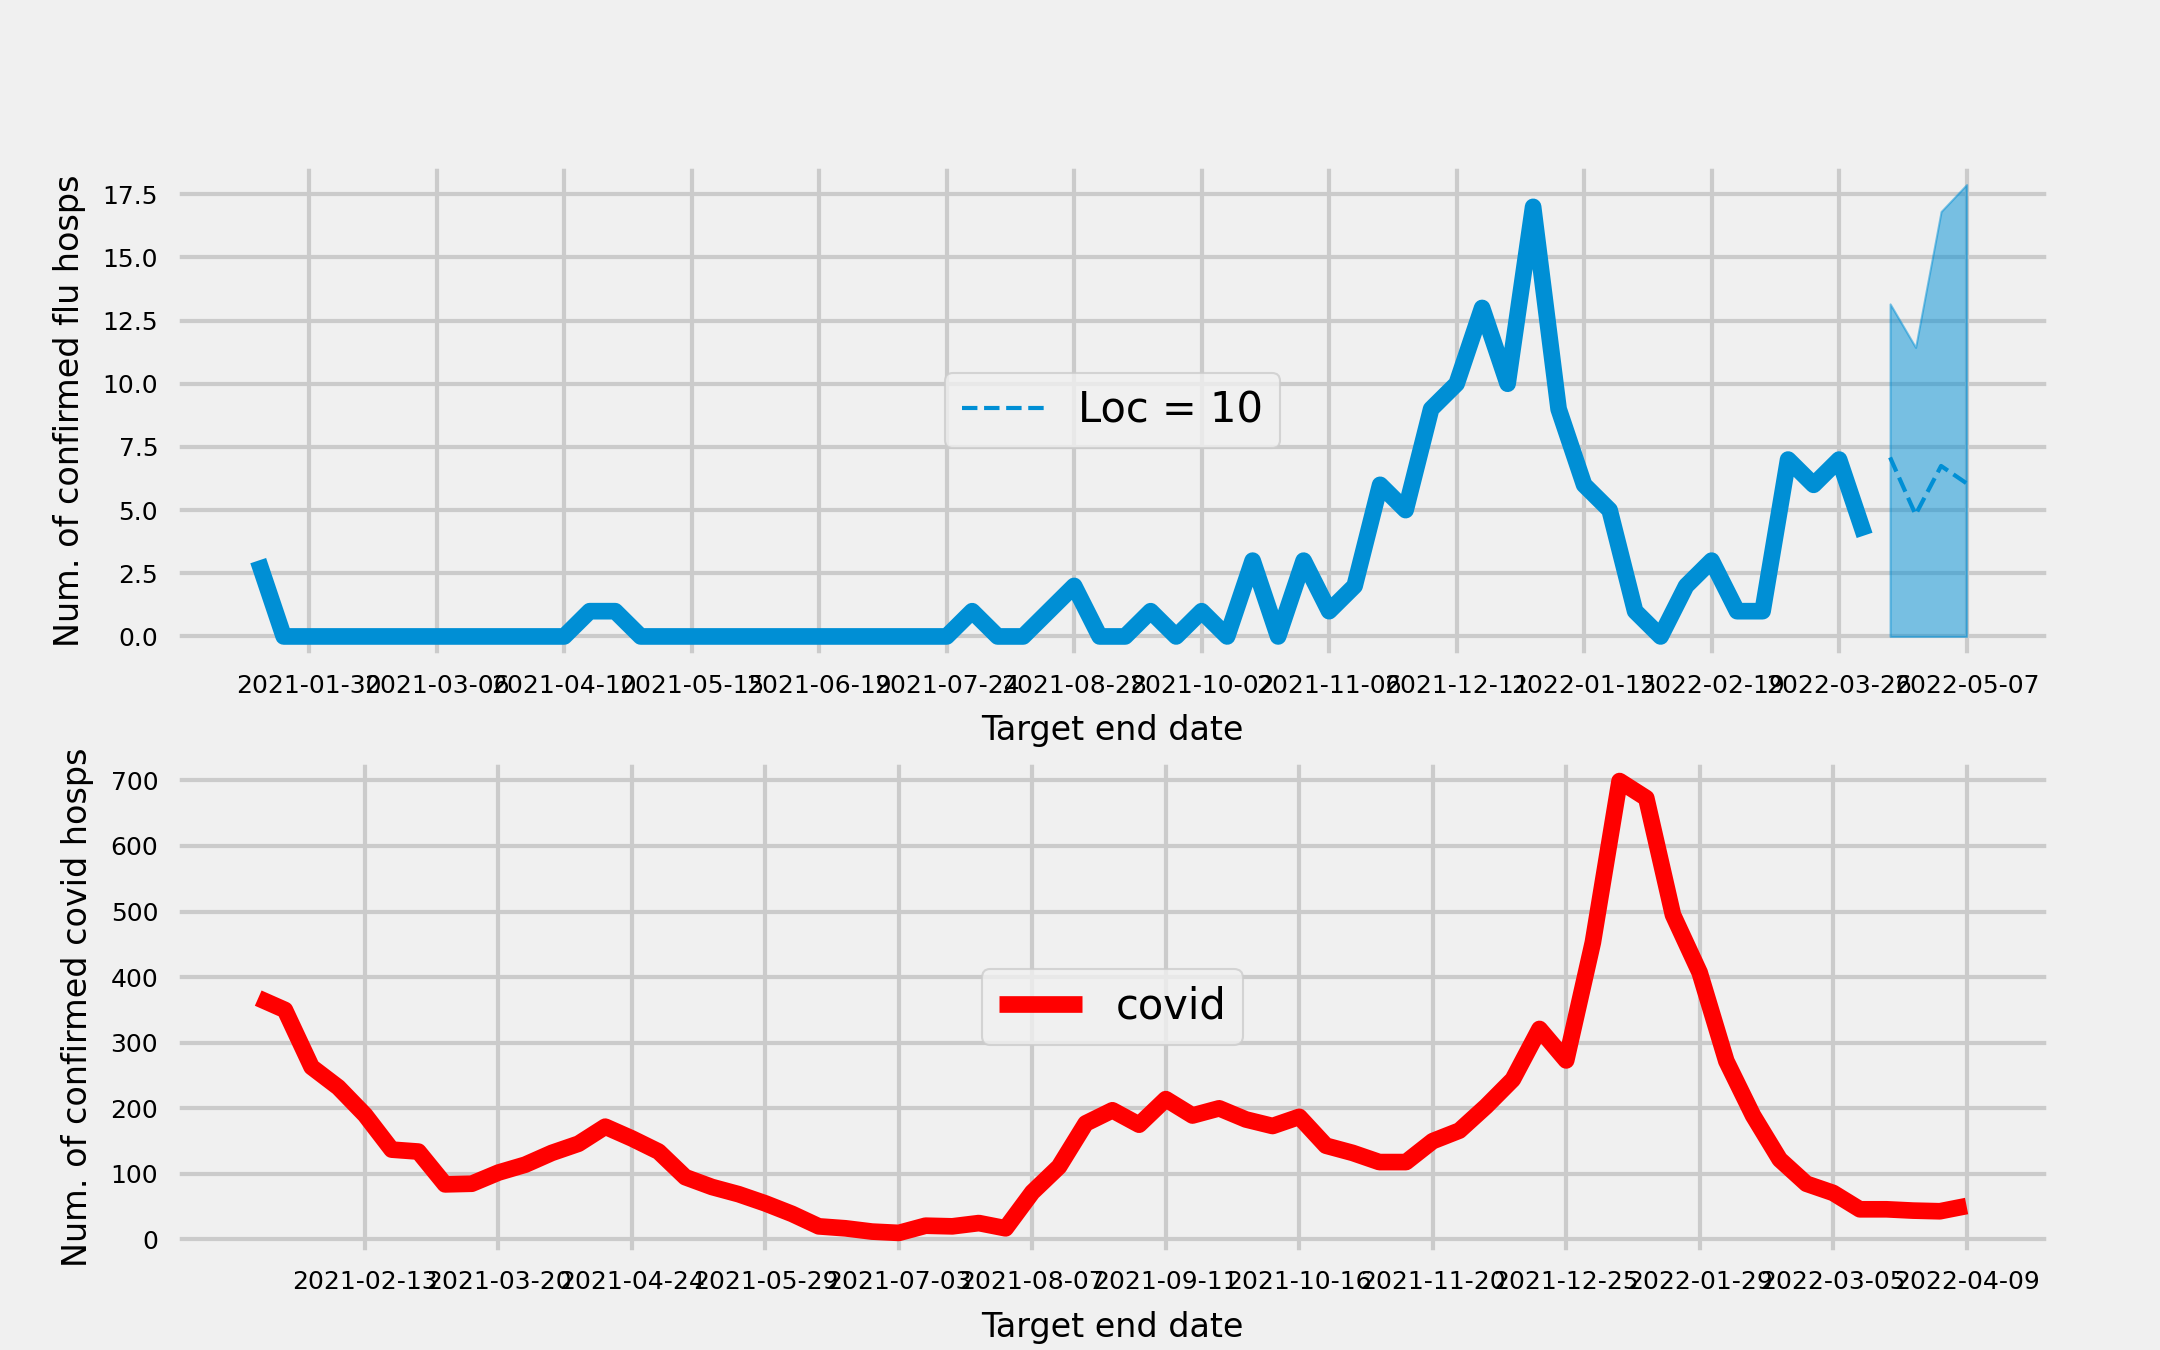 Num. of confirmed flu hosps
17.5
15.0
12.5
10.0
7.5
5.0
2.5
0.0
Loc = 10
2021-01-30 2021-03-06 2021-04-10 2021-05-15 2021-06-19 2021-07-24 2021-08-28 2021-10-02 2021-11-06 2021-12-11 2022-01-15 2022-02-19 2022-03-26 2022-05-07
Target end date
Num. of confirmed covid hosps
700
600
500
400
300
200
100
0
covid
2021-02-13 2021-03-20 2021-04-24 2021-05-29 2021-07-03 2021-08-07 2021-09-11 2021-10-16 2021-11-20 2021-12-25 2022-01-29 2022-03-05 2022-04-09
Target end date